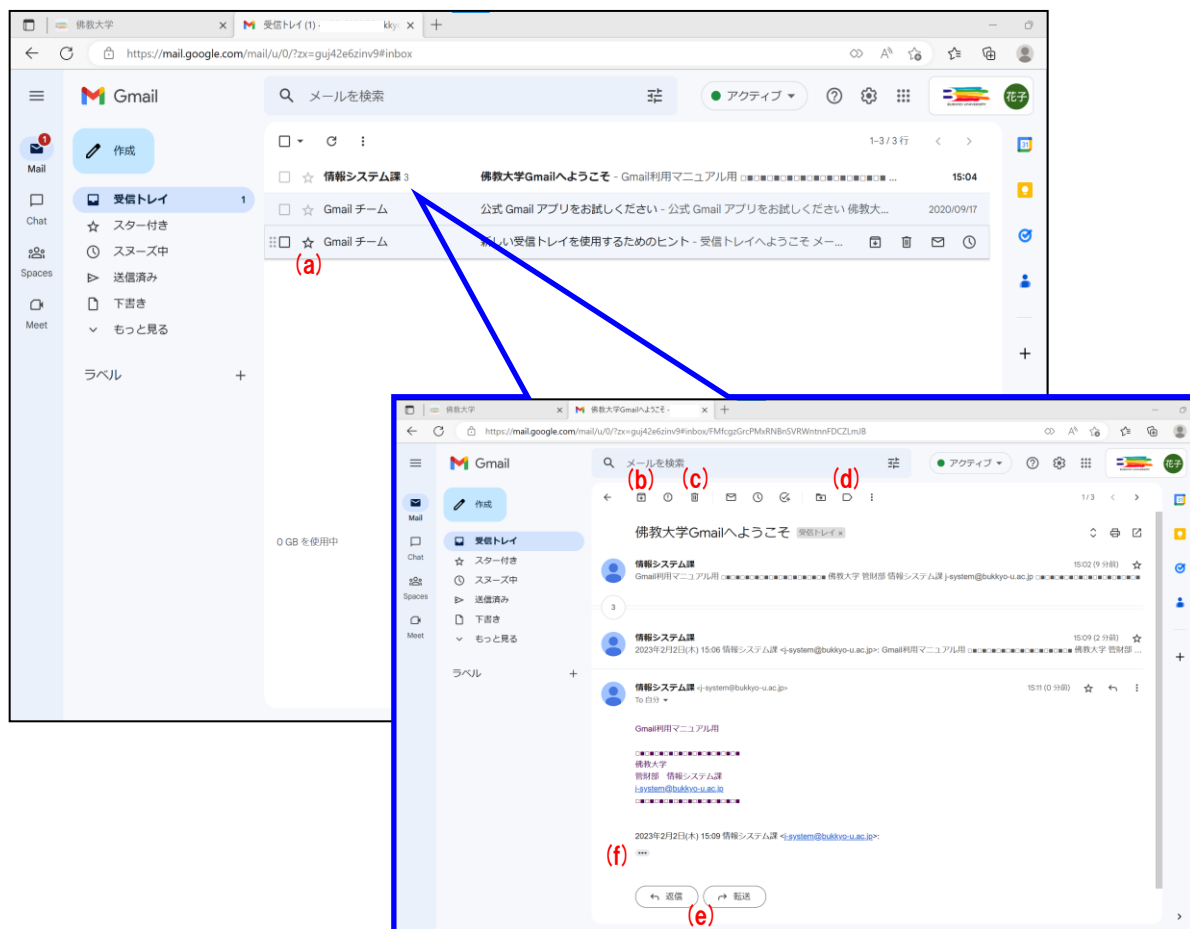 佛教大学
受信トレイ (1) - kkyo
https://mail.google.com/mail/u/0/?zx=guj42e6zinv9#inbox
Gmail
メールを検索
アクティブ
花子
1
Mail
Chat
Spaces
Meet
作成
受信トレイ 1
スター付き
スヌーズ中
送信済み
下書き
もっと見る
ラベル
1–3 / 3 行
情報システム課 3 佛教大学Gmailへようこそ - Gmail利用マニュアル用 □■□■□■□■□■□■□■□■ ... 15:04
Gmail チーム 公式 Gmail アプリをお試しください - 公式 Gmail アプリをお試しください 佛教大... 2020/09/17
Gmail チーム 新しい受信トレイを使用するためのヒント - 受信トレイへようこそ メー...
(a)
0 GB を使用中
佛教大学
佛教大学Gmailへようこそ -
https://mail.google.com/mail/u/0/?zx=guj42e6zinv9#inbox/FMfcgzGrcPMxRNBnSVRWntnnFDCZLmJB
Gmail
メールを検索
アクティブ
花子
(b)
(c)
(d)
1/3
Mail
Chat
Spaces
Meet
作成
受信トレイ
スター付き
スヌーズ中
送信済み
下書き
もっと見る
ラベル
佛教大学Gmailへようこそ 受信トレイ ×
情報システム課 15:02 (9 分前)
Gmail利用マニュアル用 □■□■□■□■□■□■□■□■ 佛教大学 管財部 情報システム課 j-system@bukkyo-u.ac.jp □■□■□■□■□■□■□■□■
3
情報システム課 15:09 (2 分前)
2023年2月2日(木) 15:06 情報システム課 <j-system@bukkyo-u.ac.jp>: Gmail利用マニュアル用 □■□■□■□■□■□■□■□■ 佛教大学 管財部 ...
情報システム課 <j-system@bukkyo-u.ac.jp> 15:11 (0 分前)
To 自分
Gmail利用マニュアル用
□■□■□■□■□■□■□■□■
佛教大学
管財部 情報システム課
j-system@bukkyo-u.ac.jp
□■□■□■□■□■□■□■□■
2023年2月2日(木) 15:09 情報システム課 <j-system@bukkyo-u.ac.jp>:
(f)
返信
転送
(e)